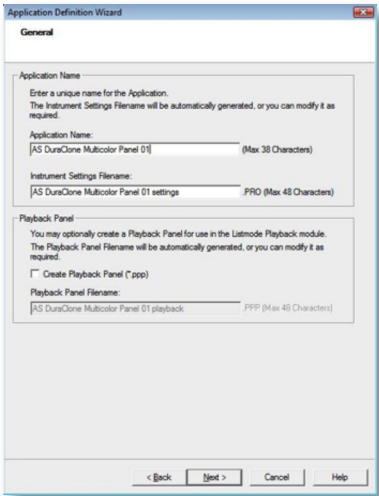 Application Definition Wizard
General
Application Name
Enter a unique name for the Application.
The Instrument Settings Filename will be automatically generated, or you can modify it as
required.
Application Name:
AS DuraClone Multicolor Panel 01 (Max 38 Characters)
Instrument Settings Filename:
AS DuraClone Multicolor Panel 01 settings .PRO (Max 48 Characters)
Playback Panel
You may optionally create a Playback Panel for use in the Listmode Playback module.
The Playback Panel Filename will be automatically generated, or you can modify it as
required.
Create Playback Panel (*.ppp)
Playback Panel Filename:
AS DuraClone Multicolor Panel 01 playback .PPP (Max 48 Characters)
< Back Next > Cancel Help